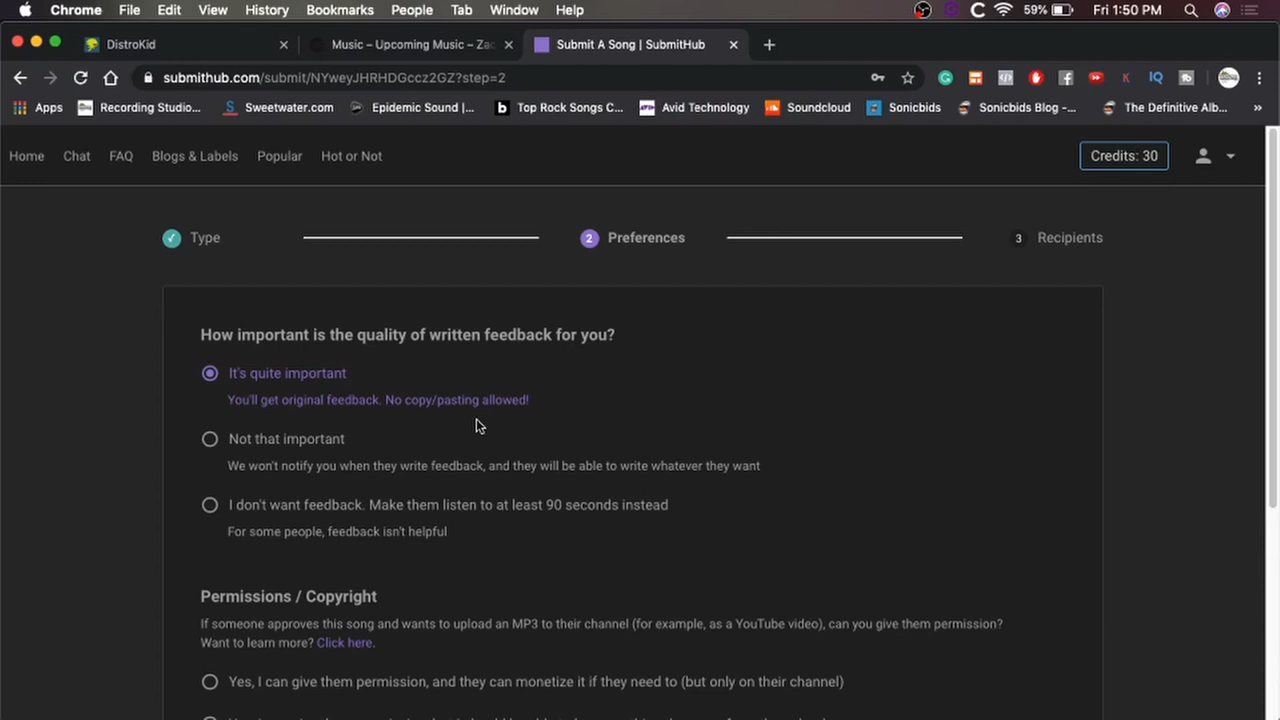 Chrome File Edit View History Bookmarks People Tab Window Help 59% Fri 1:50 PM
DistroKid Music – Upcoming Music – Zac Submit A Song | SubmitHub
submithub.com/submit/NYweyJHRHDGccz2GZ?step=2
Apps Recording Studio... Sweetwater.com Epidemic Sound |... Top Rock Songs C... Avid Technology Soundcloud Sonicbids Sonicbids Blog -... The Definitive Alb... »
Home Chat FAQ Blogs & Labels Popular Hot or Not Credits: 30
Type 2 Preferences 3 Recipients
How important is the quality of written feedback for you?
It's quite important
You'll get original feedback. No copy/pasting allowed!
Not that important
We won't notify you when they write feedback, and they will be able to write whatever they want
I don't want feedback. Make them listen to at least 90 seconds instead
For some people, feedback isn't helpful
Permissions / Copyright
If someone approves this song and wants to upload an MP3 to their channel (for example, as a YouTube video), can you give them permission?
Want to learn more? Click here.
Yes, I can give them permission, and they can monetize it if they need to (but only on their channel)